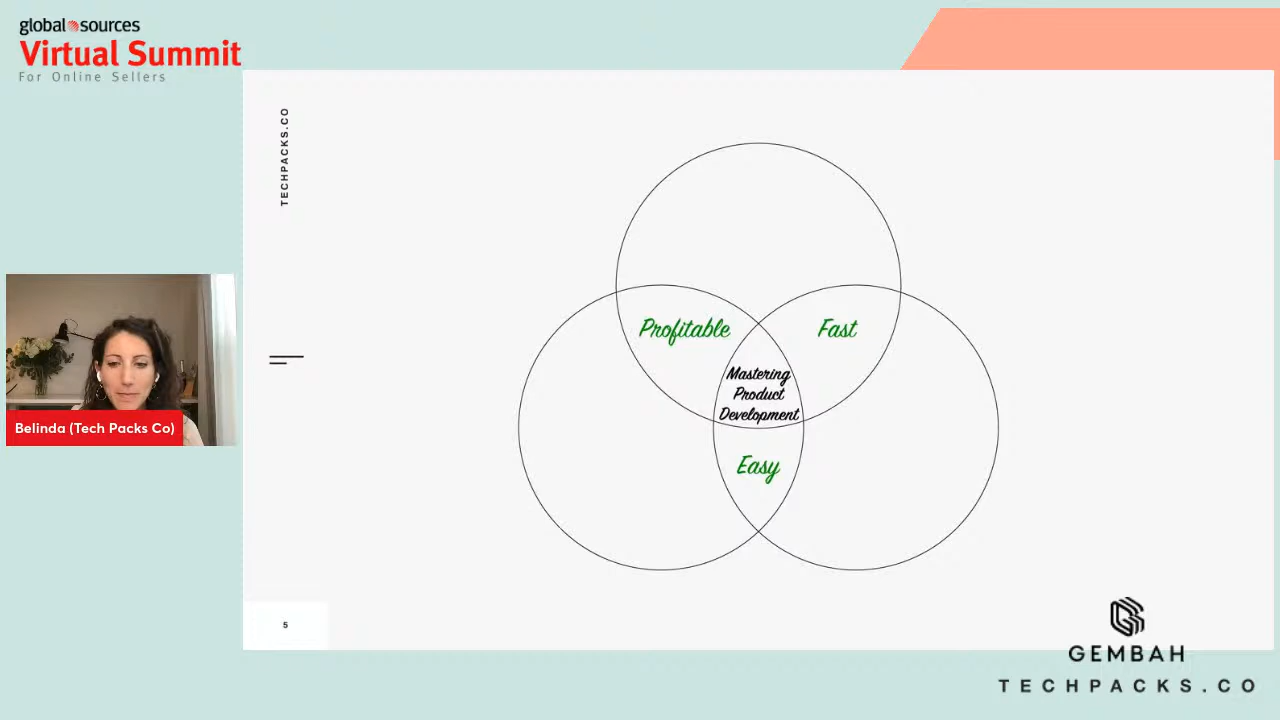 global sources
Virtual Summit
For Online Sellers
TECHPACKS.CO
Profitable
Fast
Mastering
Product
Development
Easy
Belinda (Tech Packs Co)
5
GEMBAH
TECHPACKS.CO